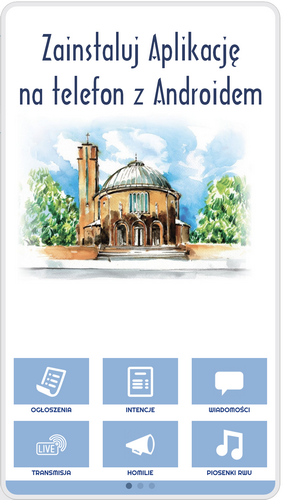 Zainstaluj Aplikację
na telefon z Androidem
OGŁOSZENIA
INTENCJE
WIADOMOŚCI
LIVE
TRANSMISJA
HOMILIE
PIOSENKI RWU